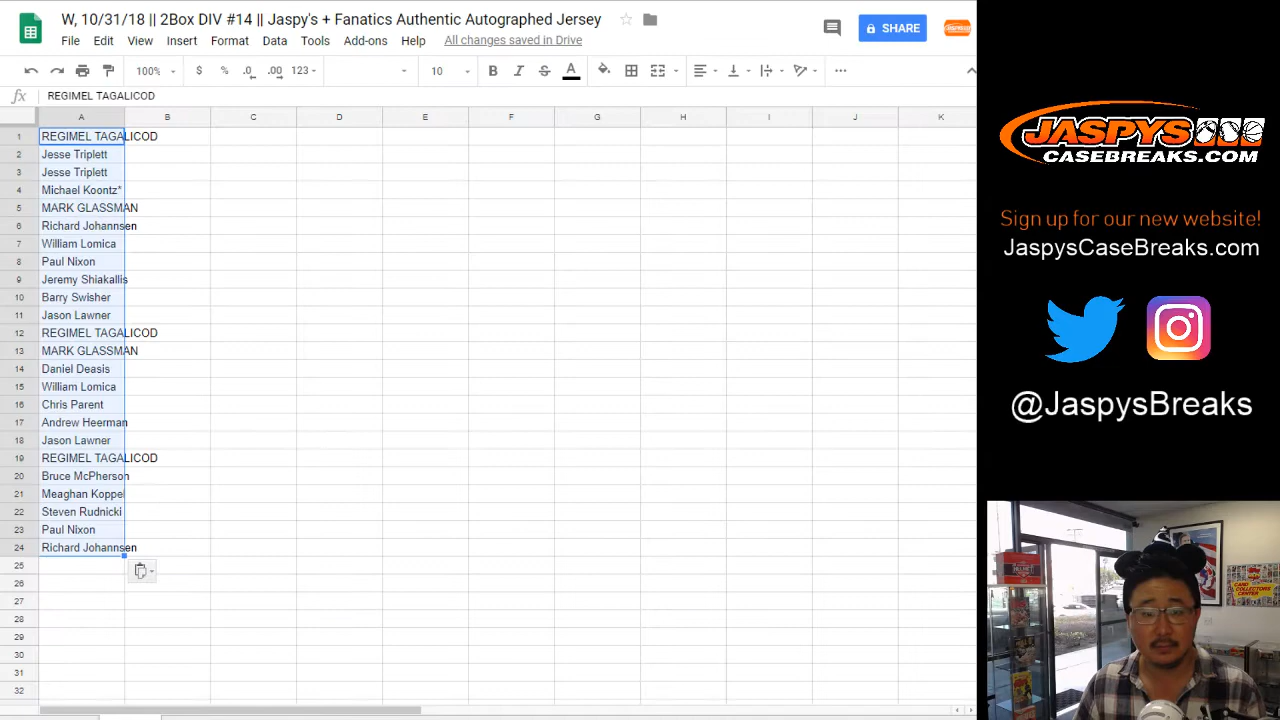 W, 10/31/18 || 2Box DIV #14 || Jaspy's + Fanatics Authentic Autographed Jersey
File Edit View Insert Format Data Tools Add-ons Help All changes saved in Drive
SHARE
100% $ % .0 .00 123 10 B I S A
fx REGIMEL TAGALICOD
A B C D E F G H I J K
1 REGIMEL TAGALICOD
2 Jesse Triplett
3 Jesse Triplett
4 Michael Koontz*
5 MARK GLASSMAN
6 Richard Johannsen
7 William Lomica
8 Paul Nixon
9 Jeremy Shiakallis
10 Barry Swisher
11 Jason Lawner
12 REGIMEL TAGALICOD
13 MARK GLASSMAN
14 Daniel Deasis
15 William Lomica
16 Chris Parent
17 Andrew Heerman
18 Jason Lawner
19 REGIMEL TAGALICOD
20 Bruce McPherson
21 Meaghan Koppel
22 Steven Rudnicki
23 Paul Nixon
24 Richard Johannsen
25
26
27
28
29
30
31
32
JASPYS
CASEBREAKS.COM
Sign up for our new website!
JaspysCaseBreaks.com
@JaspysBreaks
HELMET
CARD
COLLECTORS
CENTER